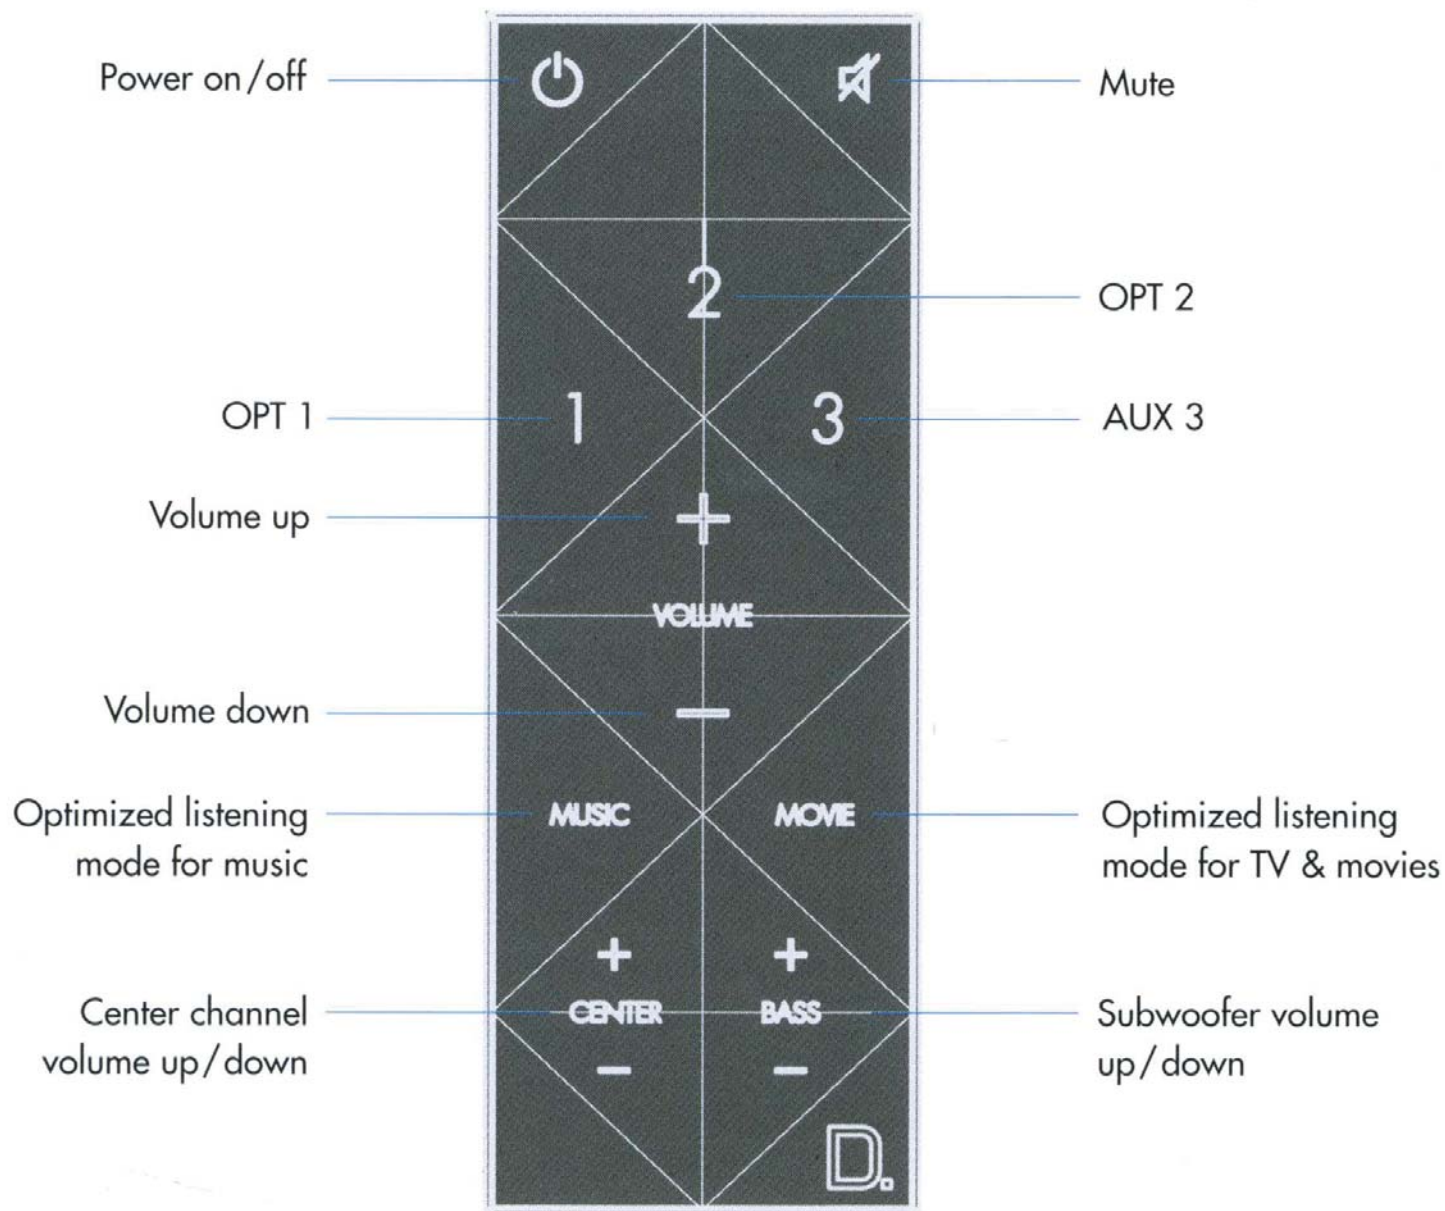 Power on/off
Mute
2
OPT 2
OPT 1
1
3
AUX 3
Volume up
+
VOLUME
Volume down
−
Optimized listening
mode for music
MUSIC
MOVIE
Optimized listening
mode for TV & movies
+
+
Center channel
volume up/down
CENTER
BASS
Subwoofer volume
up/down
−
−
D.